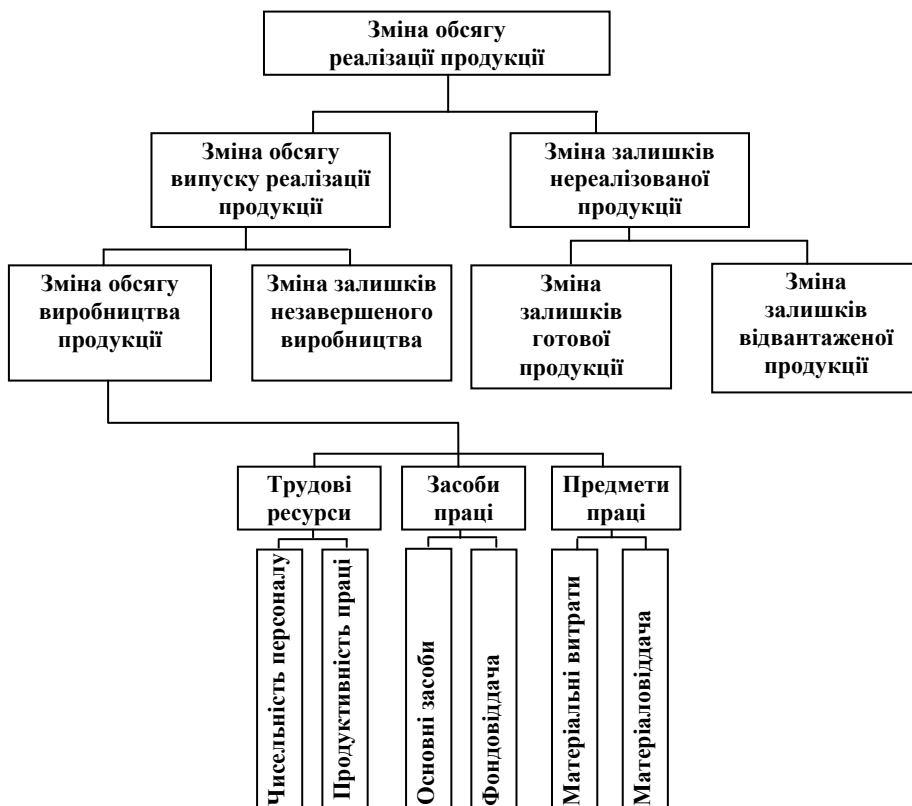 Зміна обсягу
реалізації продукції
Зміна обсягу
випуску реалізації
продукції
Зміна залишків
нереалізованої
продукції
Зміна обсягу
виробництва
продукції
Зміна залишків
незавершеного
виробництва
Зміна
залишків
готової
продукції
Зміна
залишків
відвантаженої
продукції
Трудові
ресурси
Засоби
праці
Предмети
праці
Чисельність персоналу
Продуктивність праці
Основні засоби
Фондовіддача
Матеріальні витрати
Матеріаловіддача